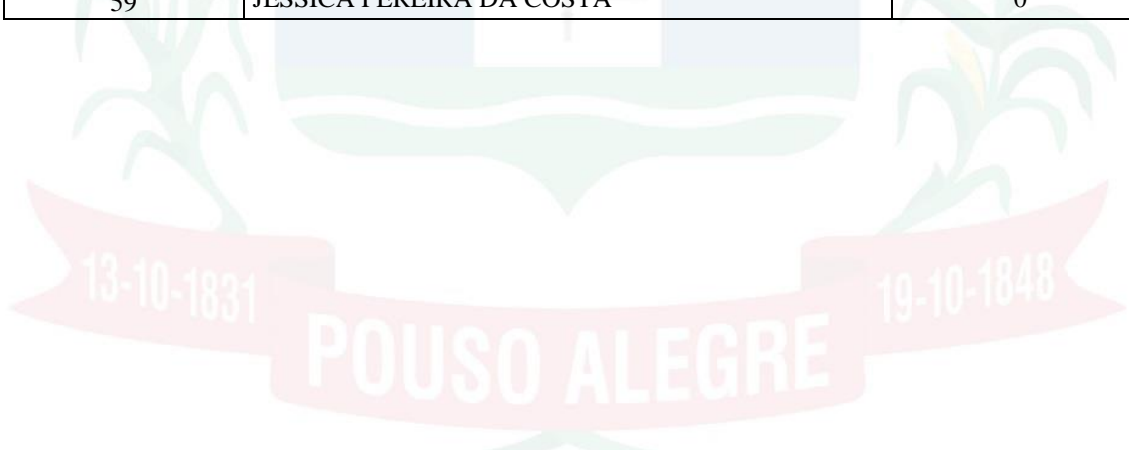 59 JESSICA PEREIRA DA COSTA 0
13-10-1831 19-10-1848
POUSO ALEGRE